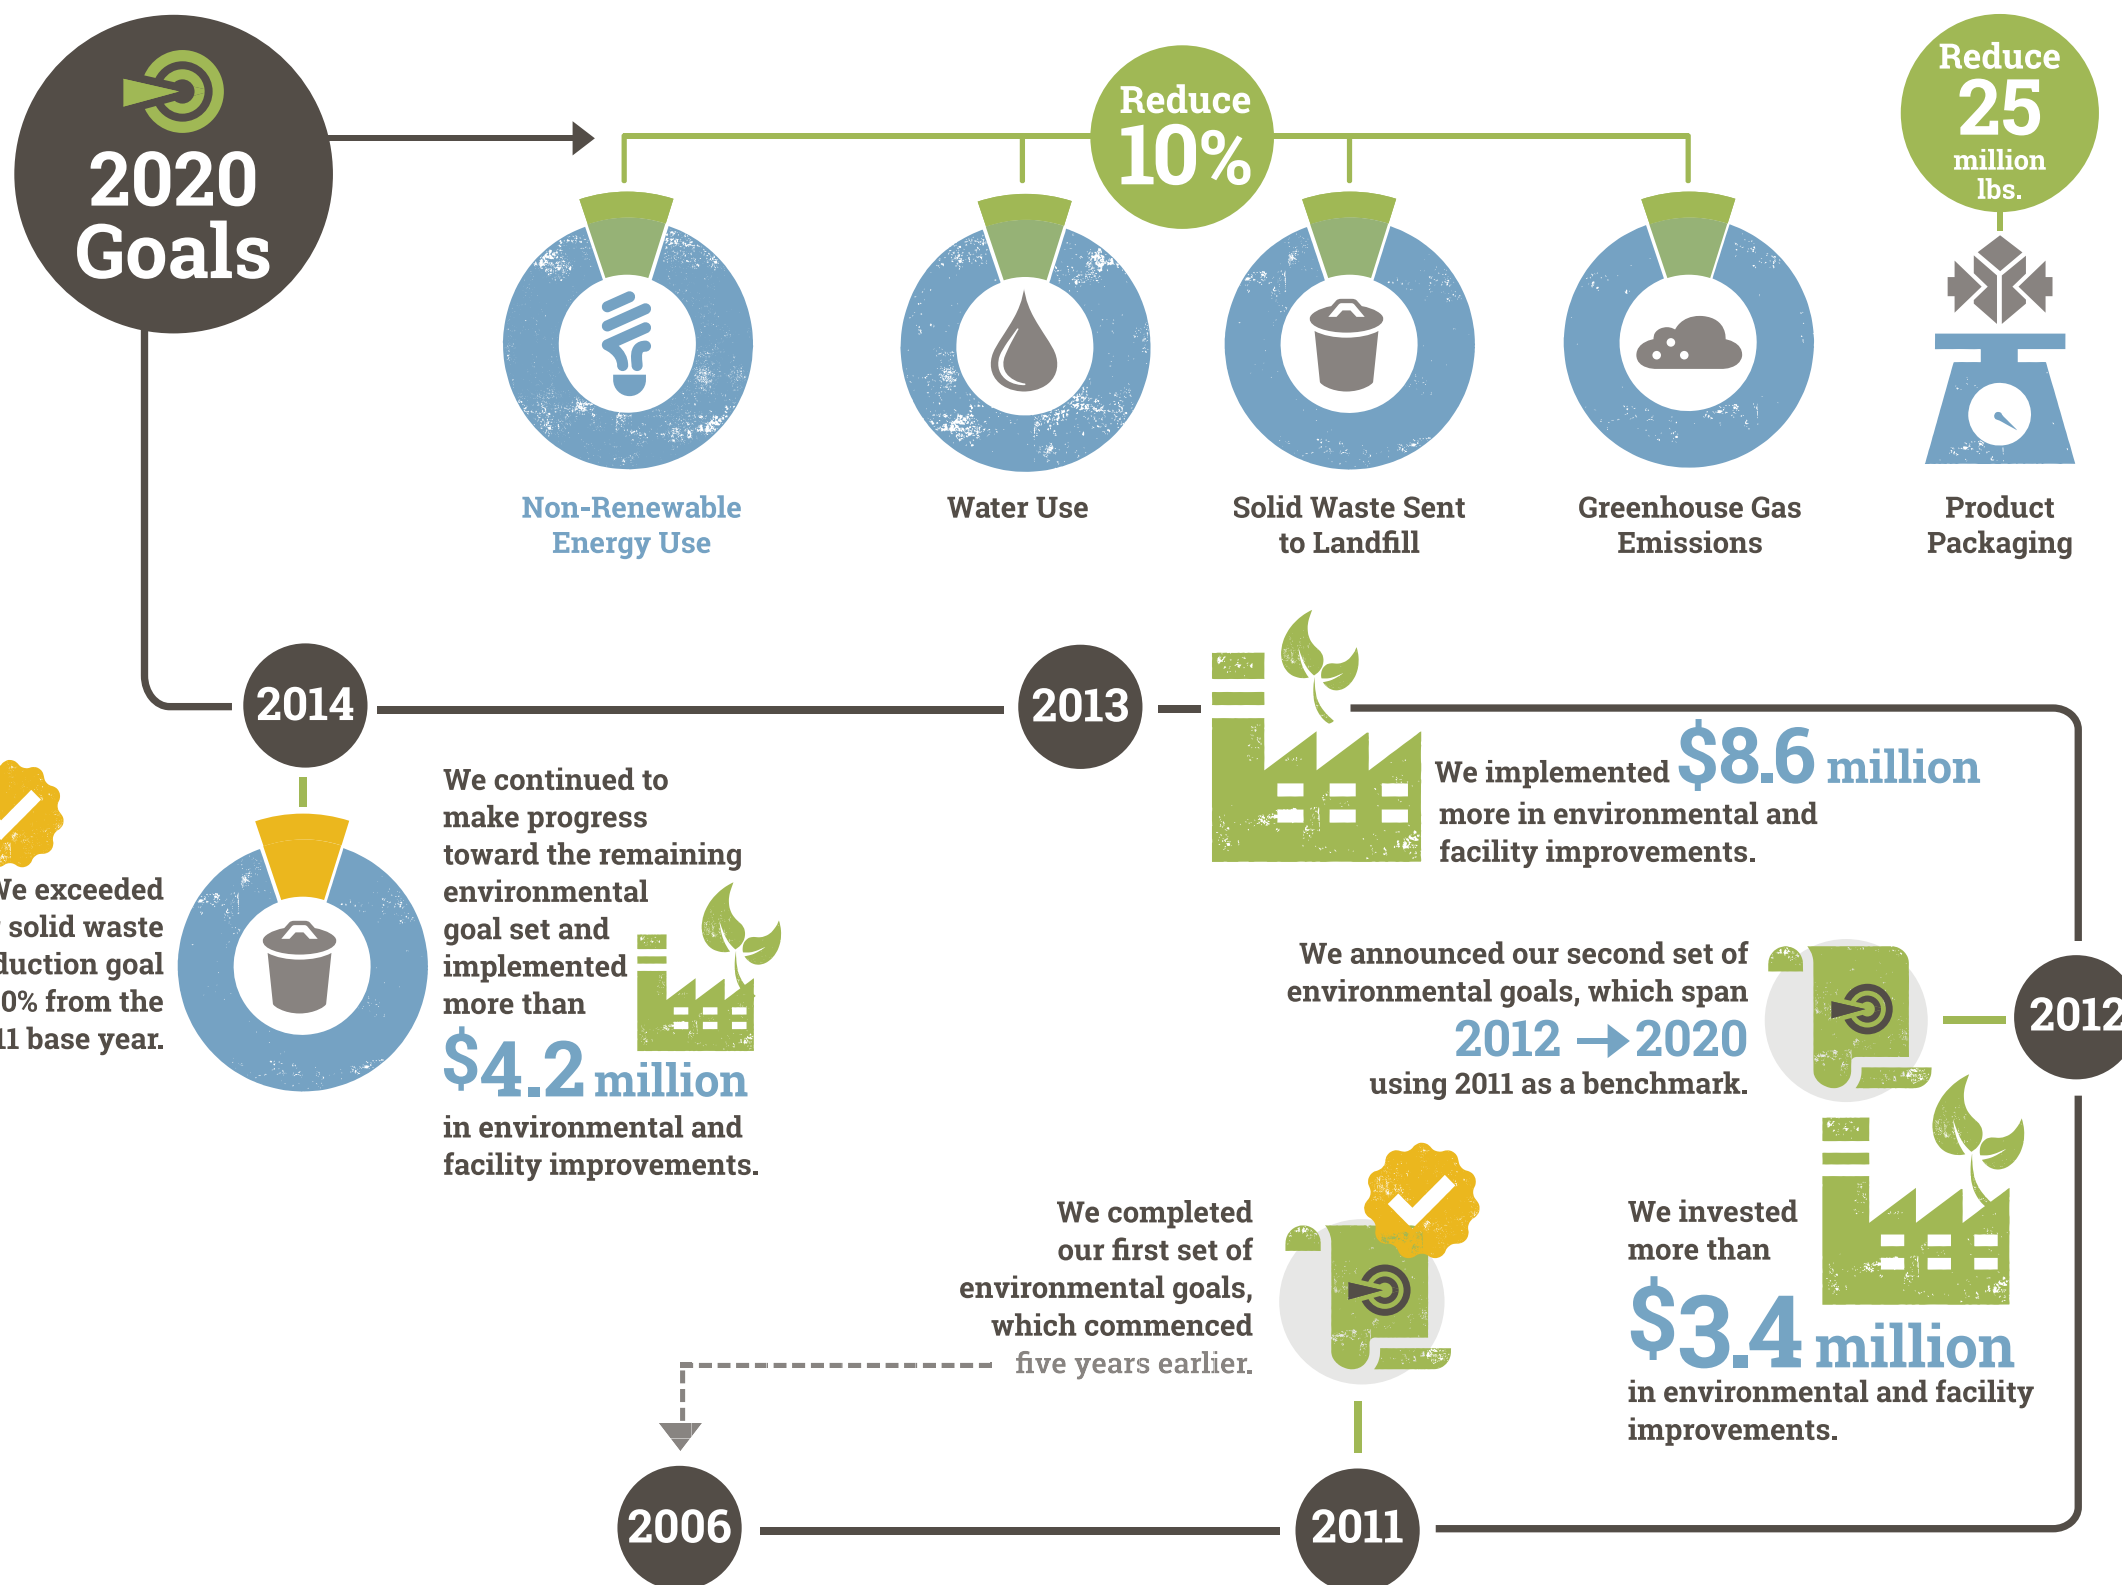 2020
Goals
Reduce
10%
Reduce
25
million
lbs.
Non-Renewable
Energy Use
Water Use
Solid Waste Sent
to Landfill
Greenhouse Gas
Emissions
Product
Packaging
2014
2013
We exceeded
solid waste
goal
from the
base year.
We continued to
make progress
toward the remaining
environmental
goal set and
implemented
more than
$4.2 million
in environmental and
facility improvements.
We implemented $8.6 million
more in environmental and
facility improvements.
We announced our second set of
environmental goals, which span
2012 → 2020
using 2011 as a benchmark.
2012
We invested
more than
$3.4 million
in environmental and facility
improvements.
We completed
our first set of
environmental goals,
which commenced
five years earlier.
2006
2011